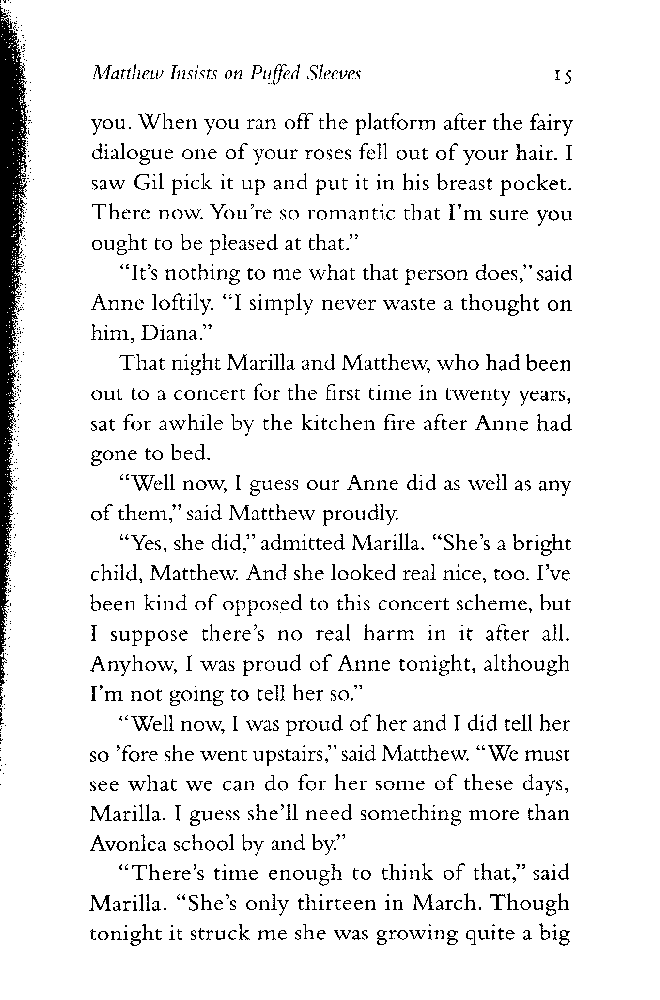 Matthew Insists on Puffed Sleeves 15
you. When you ran off the platform after the fairy
dialogue one of your roses fell out of your hair. I
saw Gil pick it up and put it in his breast pocket.
There now. You’re so romantic that I’m sure you
ought to be pleased at that.”
“It’s nothing to me what that person does,” said
Anne loftily. “I simply never waste a thought on
him, Diana.”
That night Marilla and Matthew, who had been
out to a concert for the first time in twenty years,
sat for awhile by the kitchen fire after Anne had
gone to bed.
“Well now, I guess our Anne did as well as any
of them,” said Matthew proudly.
“Yes, she did,” admitted Marilla. “She’s a bright
child, Matthew. And she looked real nice, too. I’ve
been kind of opposed to this concert scheme, but
I suppose there’s no real harm in it after all.
Anyhow, I was proud of Anne tonight, although
I’m not going to tell her so.”
“Well now, I was proud of her and I did tell her
so ’fore she went upstairs,” said Matthew. “We must
see what we can do for her some of these days,
Marilla. I guess she’ll need something more than
Avonlea school by and by.”
“There’s time enough to think of that,” said
Marilla. “She’s only thirteen in March. Though
tonight it struck me she was growing quite a big